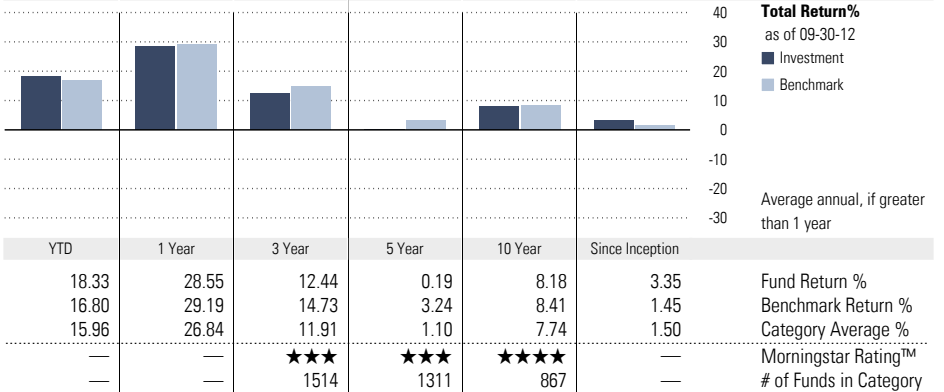 40
30
20
10
0
-10
-20
-30
Total Return%
as of 09-30-12
Investment
Benchmark
Average annual, if greater
than 1 year
YTD 1 Year 3 Year 5 Year 10 Year Since Inception
18.33 28.55 12.44 0.19 8.18 3.35 Fund Return %
16.80 29.19 14.73 3.24 8.41 1.45 Benchmark Return %
15.96 26.84 11.91 1.10 7.74 1.50 Category Average %
— — ★★★ ★★★ ★★★★ — Morningstar Rating™
— — 1514 1311 867 — # of Funds in Category